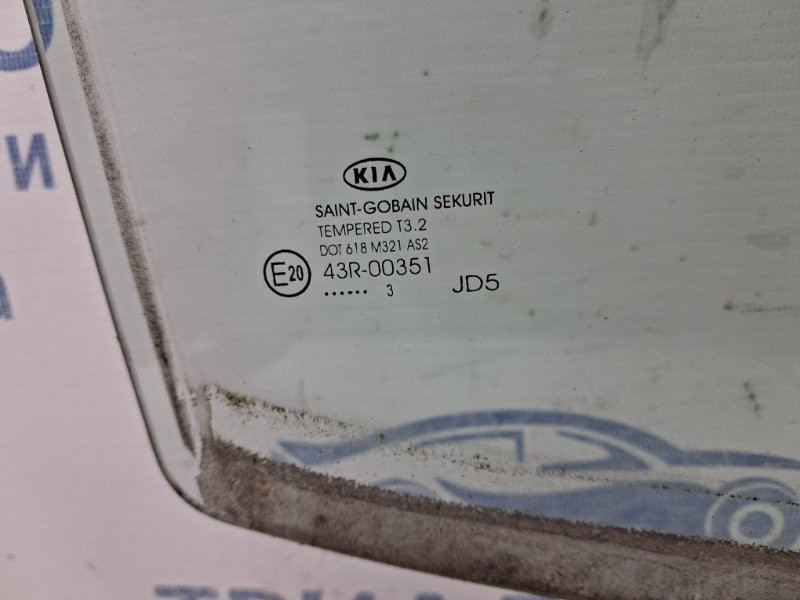 KIA
SAINT-GOBAIN SEKURIT
TEMPERED T3.2
DOT 618 M321 AS2
E20 43R-00351
...... 3 JD5